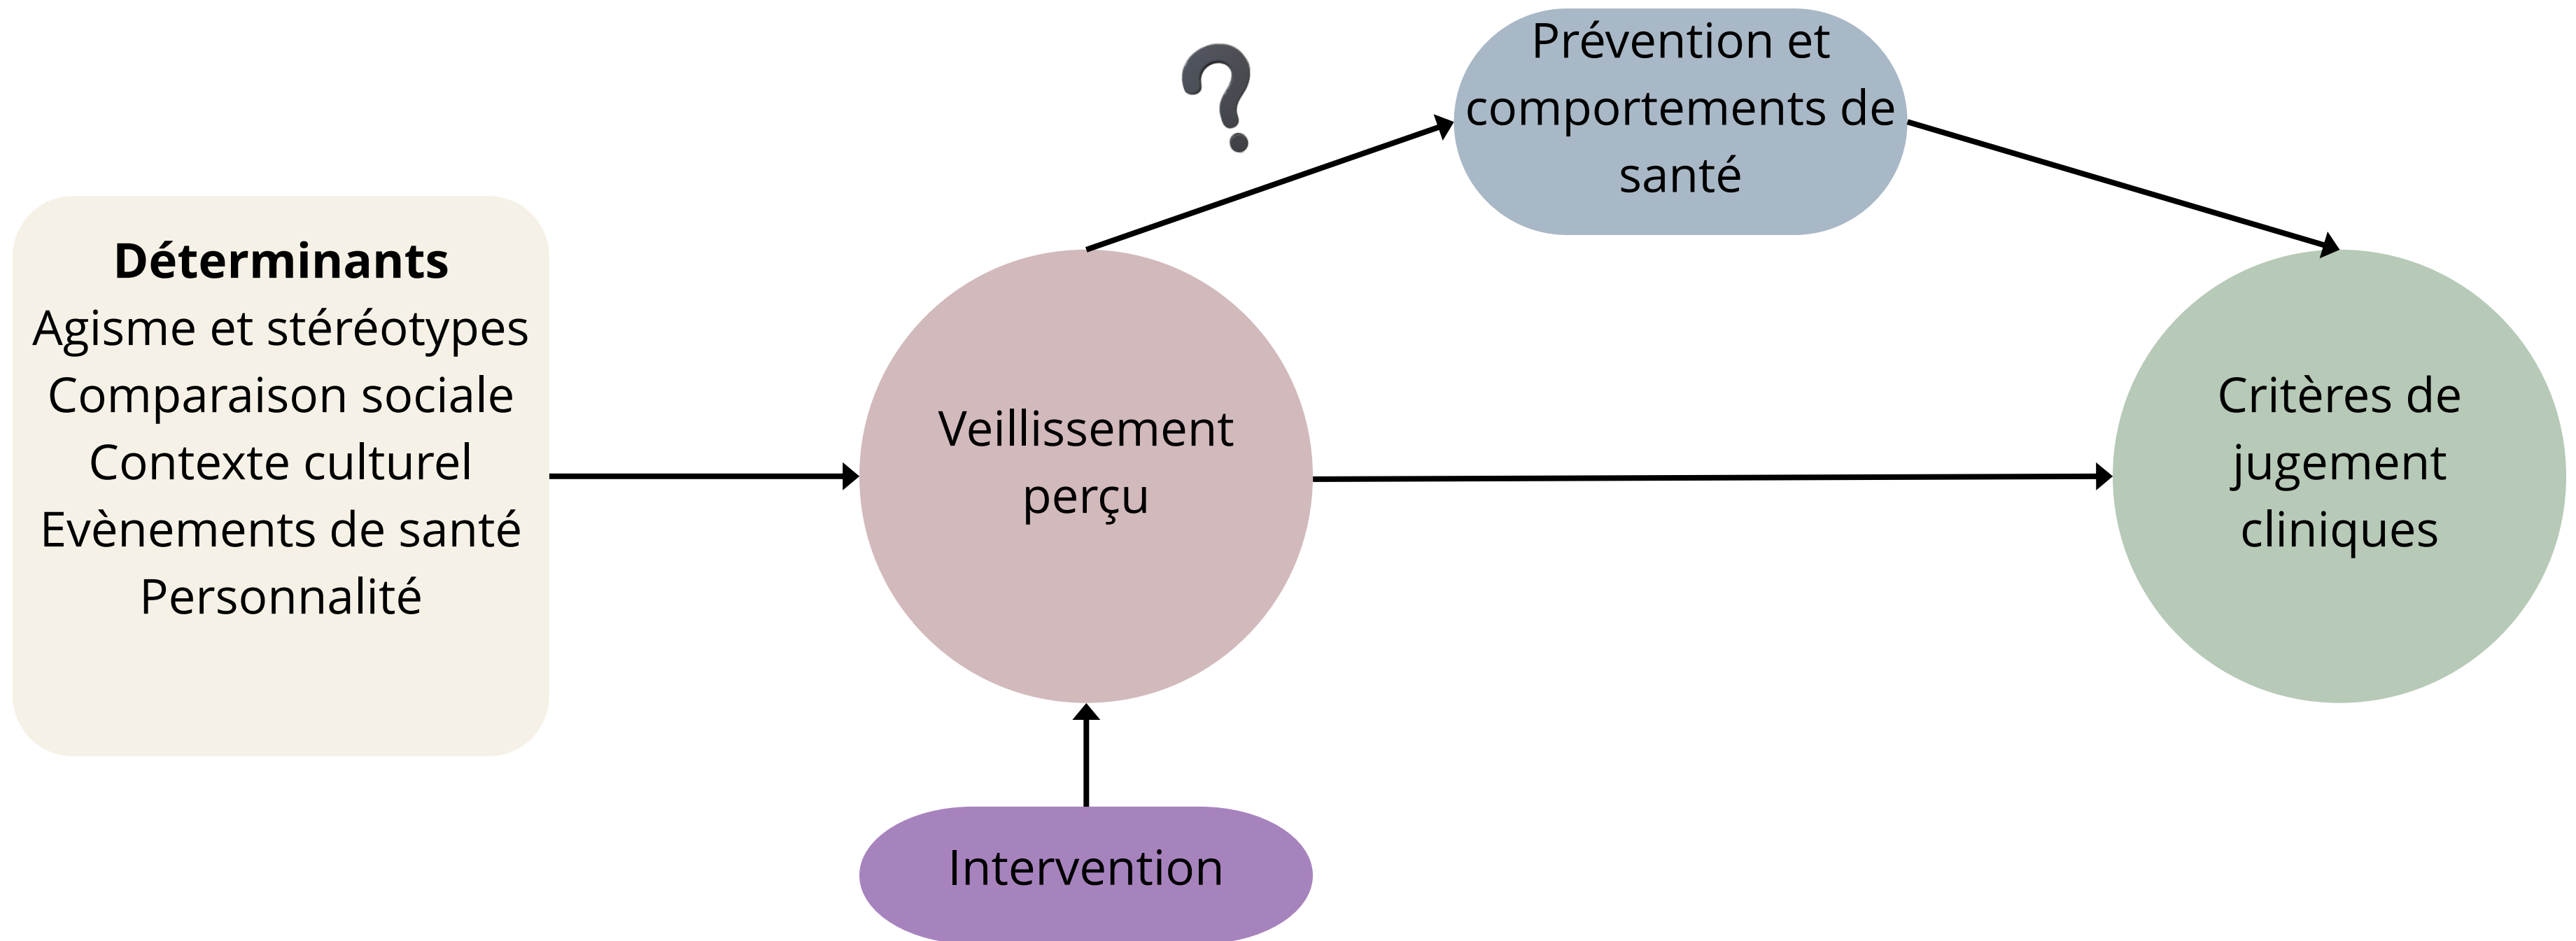 Déterminants
Agisme et stéréotypes
Comparaison sociale
Contexte culturel
Evènements de santé
Personnalité
?
Prévention et
comportements de
santé
Veillissement
perçu
Critères de
jugement
cliniques
Intervention